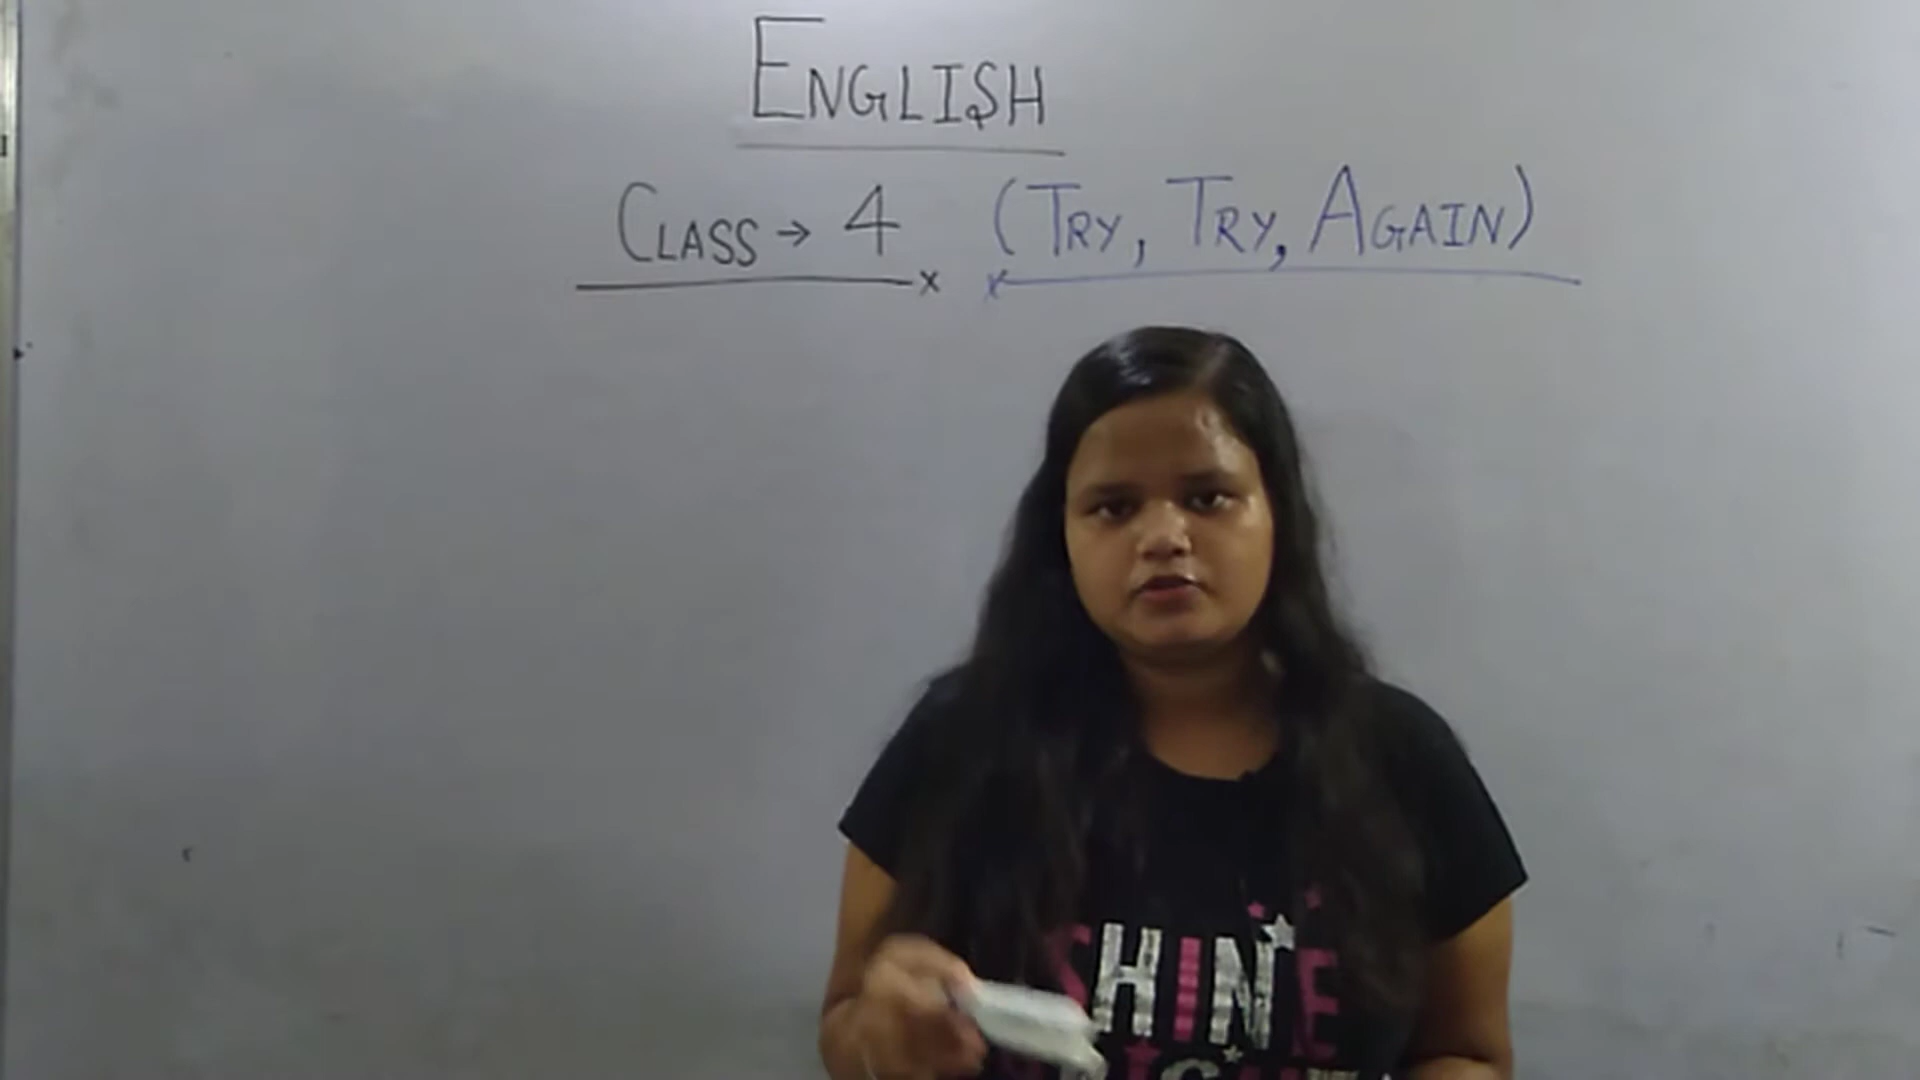 ENGLISH
CLASS → 4 (TRY, TRY, AGAIN)
SHINE